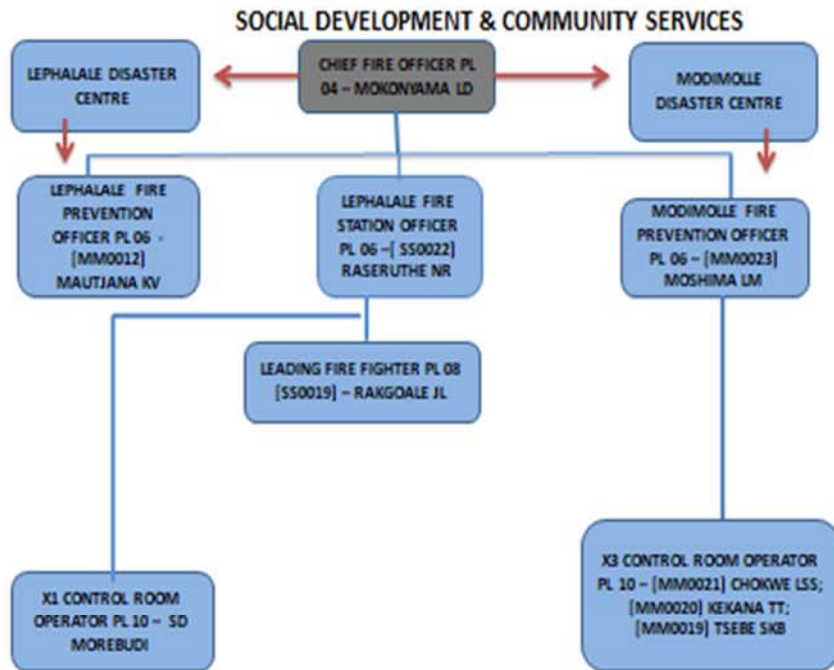 SOCIAL DEVELOPMENT & COMMUNITY SERVICES
LEPHALALE DISASTER
CENTRE
CHIEF FIRE OFFICER PL
04 – MOKONYAMA LD
MODIMOLLE
DISASTER CENTRE
LEPHALALE FIRE
PREVENTION
OFFICER PL 06 -
[MM0012]
MAUTJANA KV
LEPHALALE FIRE
STATION OFFICER
PL 06 –[ SS0022]
RASERUTHE NR
MODIMOLLE FIRE
PREVENTION OFFICER
PL 06 – [MM0023]
MOSHIMA LM
LEADING FIRE FIGHTER PL 08
[SS0019] – RAKGOALE JL
X1 CONTROL ROOM
OPERATOR PL 10 – SD
MOREBUDI
X3 CONTROL ROOM OPERATOR
PL 10 – [MM0021] CHOKWE LSS;
[MM0020] KEKANA TT;
[MM0019] TSEBE SKB